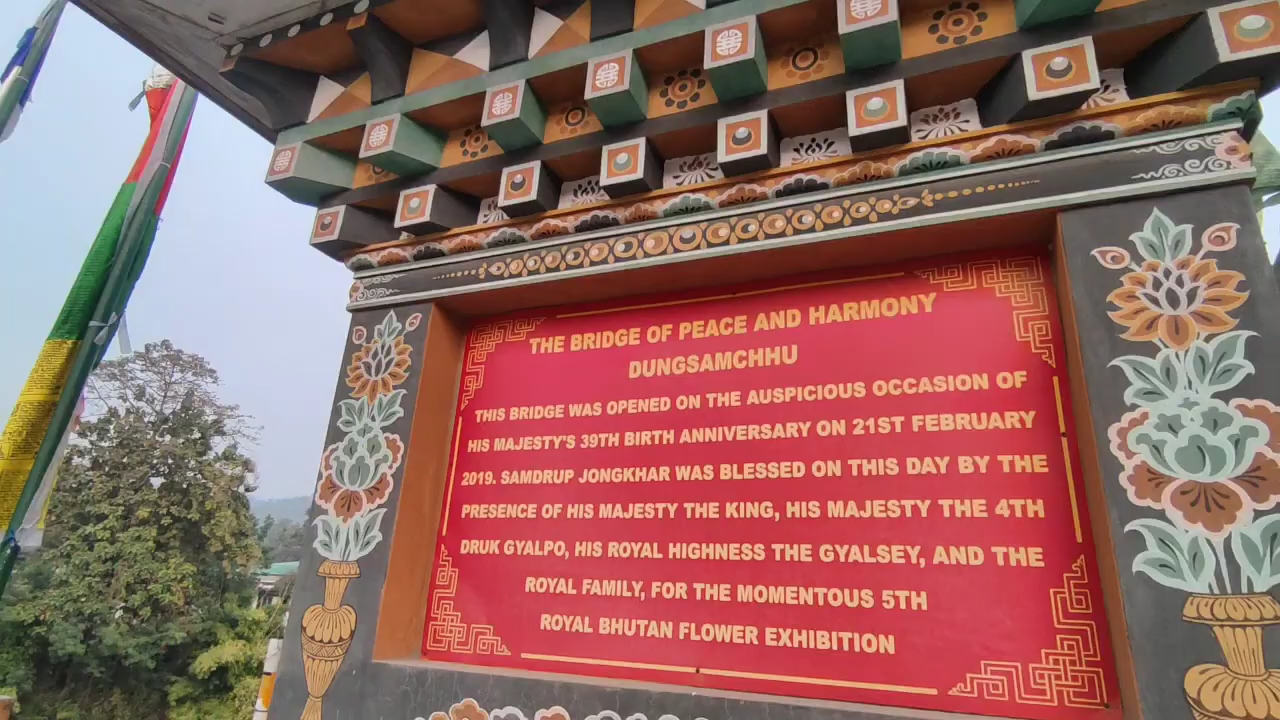 THE BRIDGE OF PEACE AND HARMONY
DUNGSAMCHHU
THIS BRIDGE WAS OPENED ON THE AUSPICIOUS OCCASION OF
HIS MAJESTY'S 39TH BIRTH ANNIVERSARY ON 21ST FEBRUARY
2019. SAMDRUP JONGKHAR WAS BLESSED ON THIS DAY BY THE
PRESENCE OF HIS MAJESTY THE KING, HIS MAJESTY THE 4TH
DRUK GYALPO, HIS ROYAL HIGHNESS THE GYALSEY, AND THE
ROYAL FAMILY, FOR THE MOMENTOUS 5TH
ROYAL BHUTAN FLOWER EXHIBITION